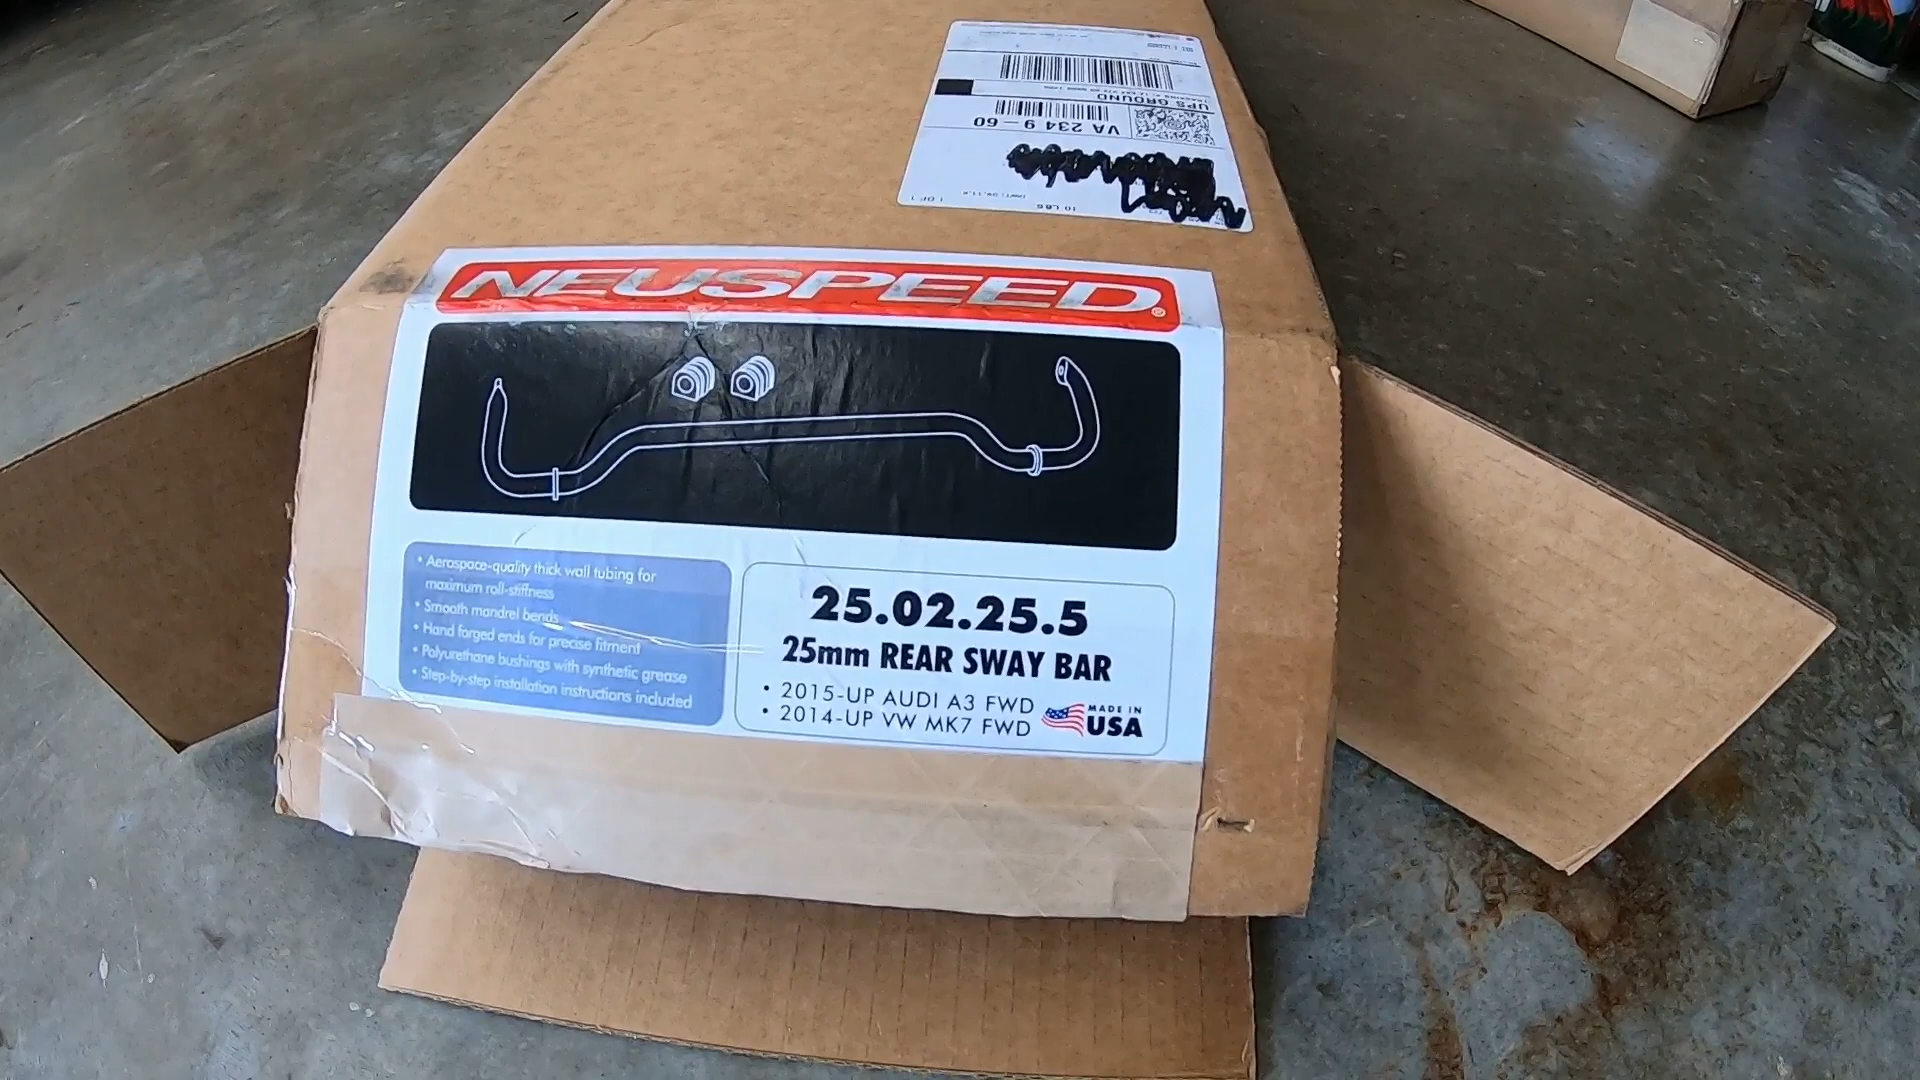 NEUSPEED®
• Aerospace-quality thick wall tubing for
maximum roll-stiffness
• Smooth mandrel bends
• Hand forged ends for precise fitment
• Polyurethane bushings with synthetic grease
• Step-by-step installation instructions included
25.02.25.5
25mm REAR SWAY BAR
• 2015-UP AUDI A3 FWD
• 2014-UP VW MK7 FWD
MADE IN
USA
10 LBS
1 OF 1
VA 234 9-60
UPS GROUND